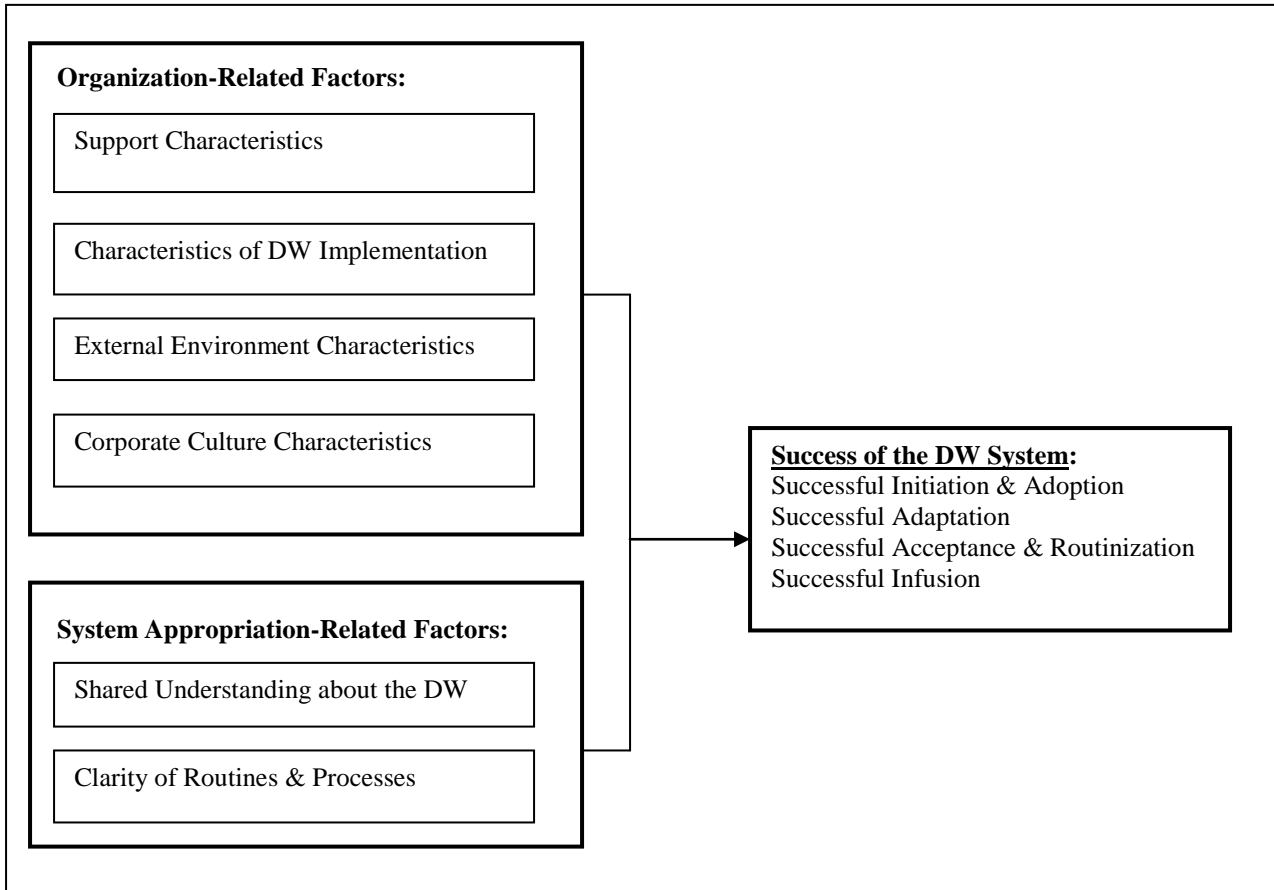 Organization-Related Factors:
Support Characteristics
Characteristics of DW Implementation
External Environment Characteristics
Corporate Culture Characteristics
System Appropriation-Related Factors:
Shared Understanding about the DW
Clarity of Routines & Processes
Success of the DW System:
Successful Initiation & Adoption
Successful Adaptation
Successful Acceptance & Routinization
Successful Infusion